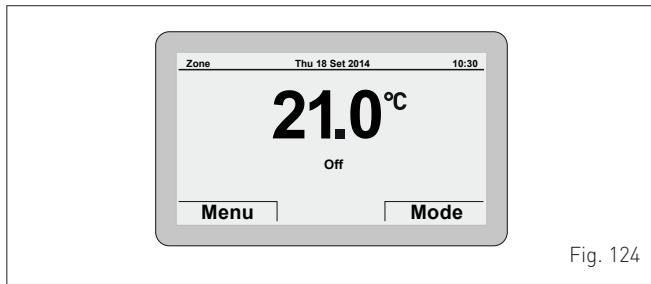 Zone Thu 18 Set 2014 10:30
21.0°C
Off
Menu Mode
Fig. 124